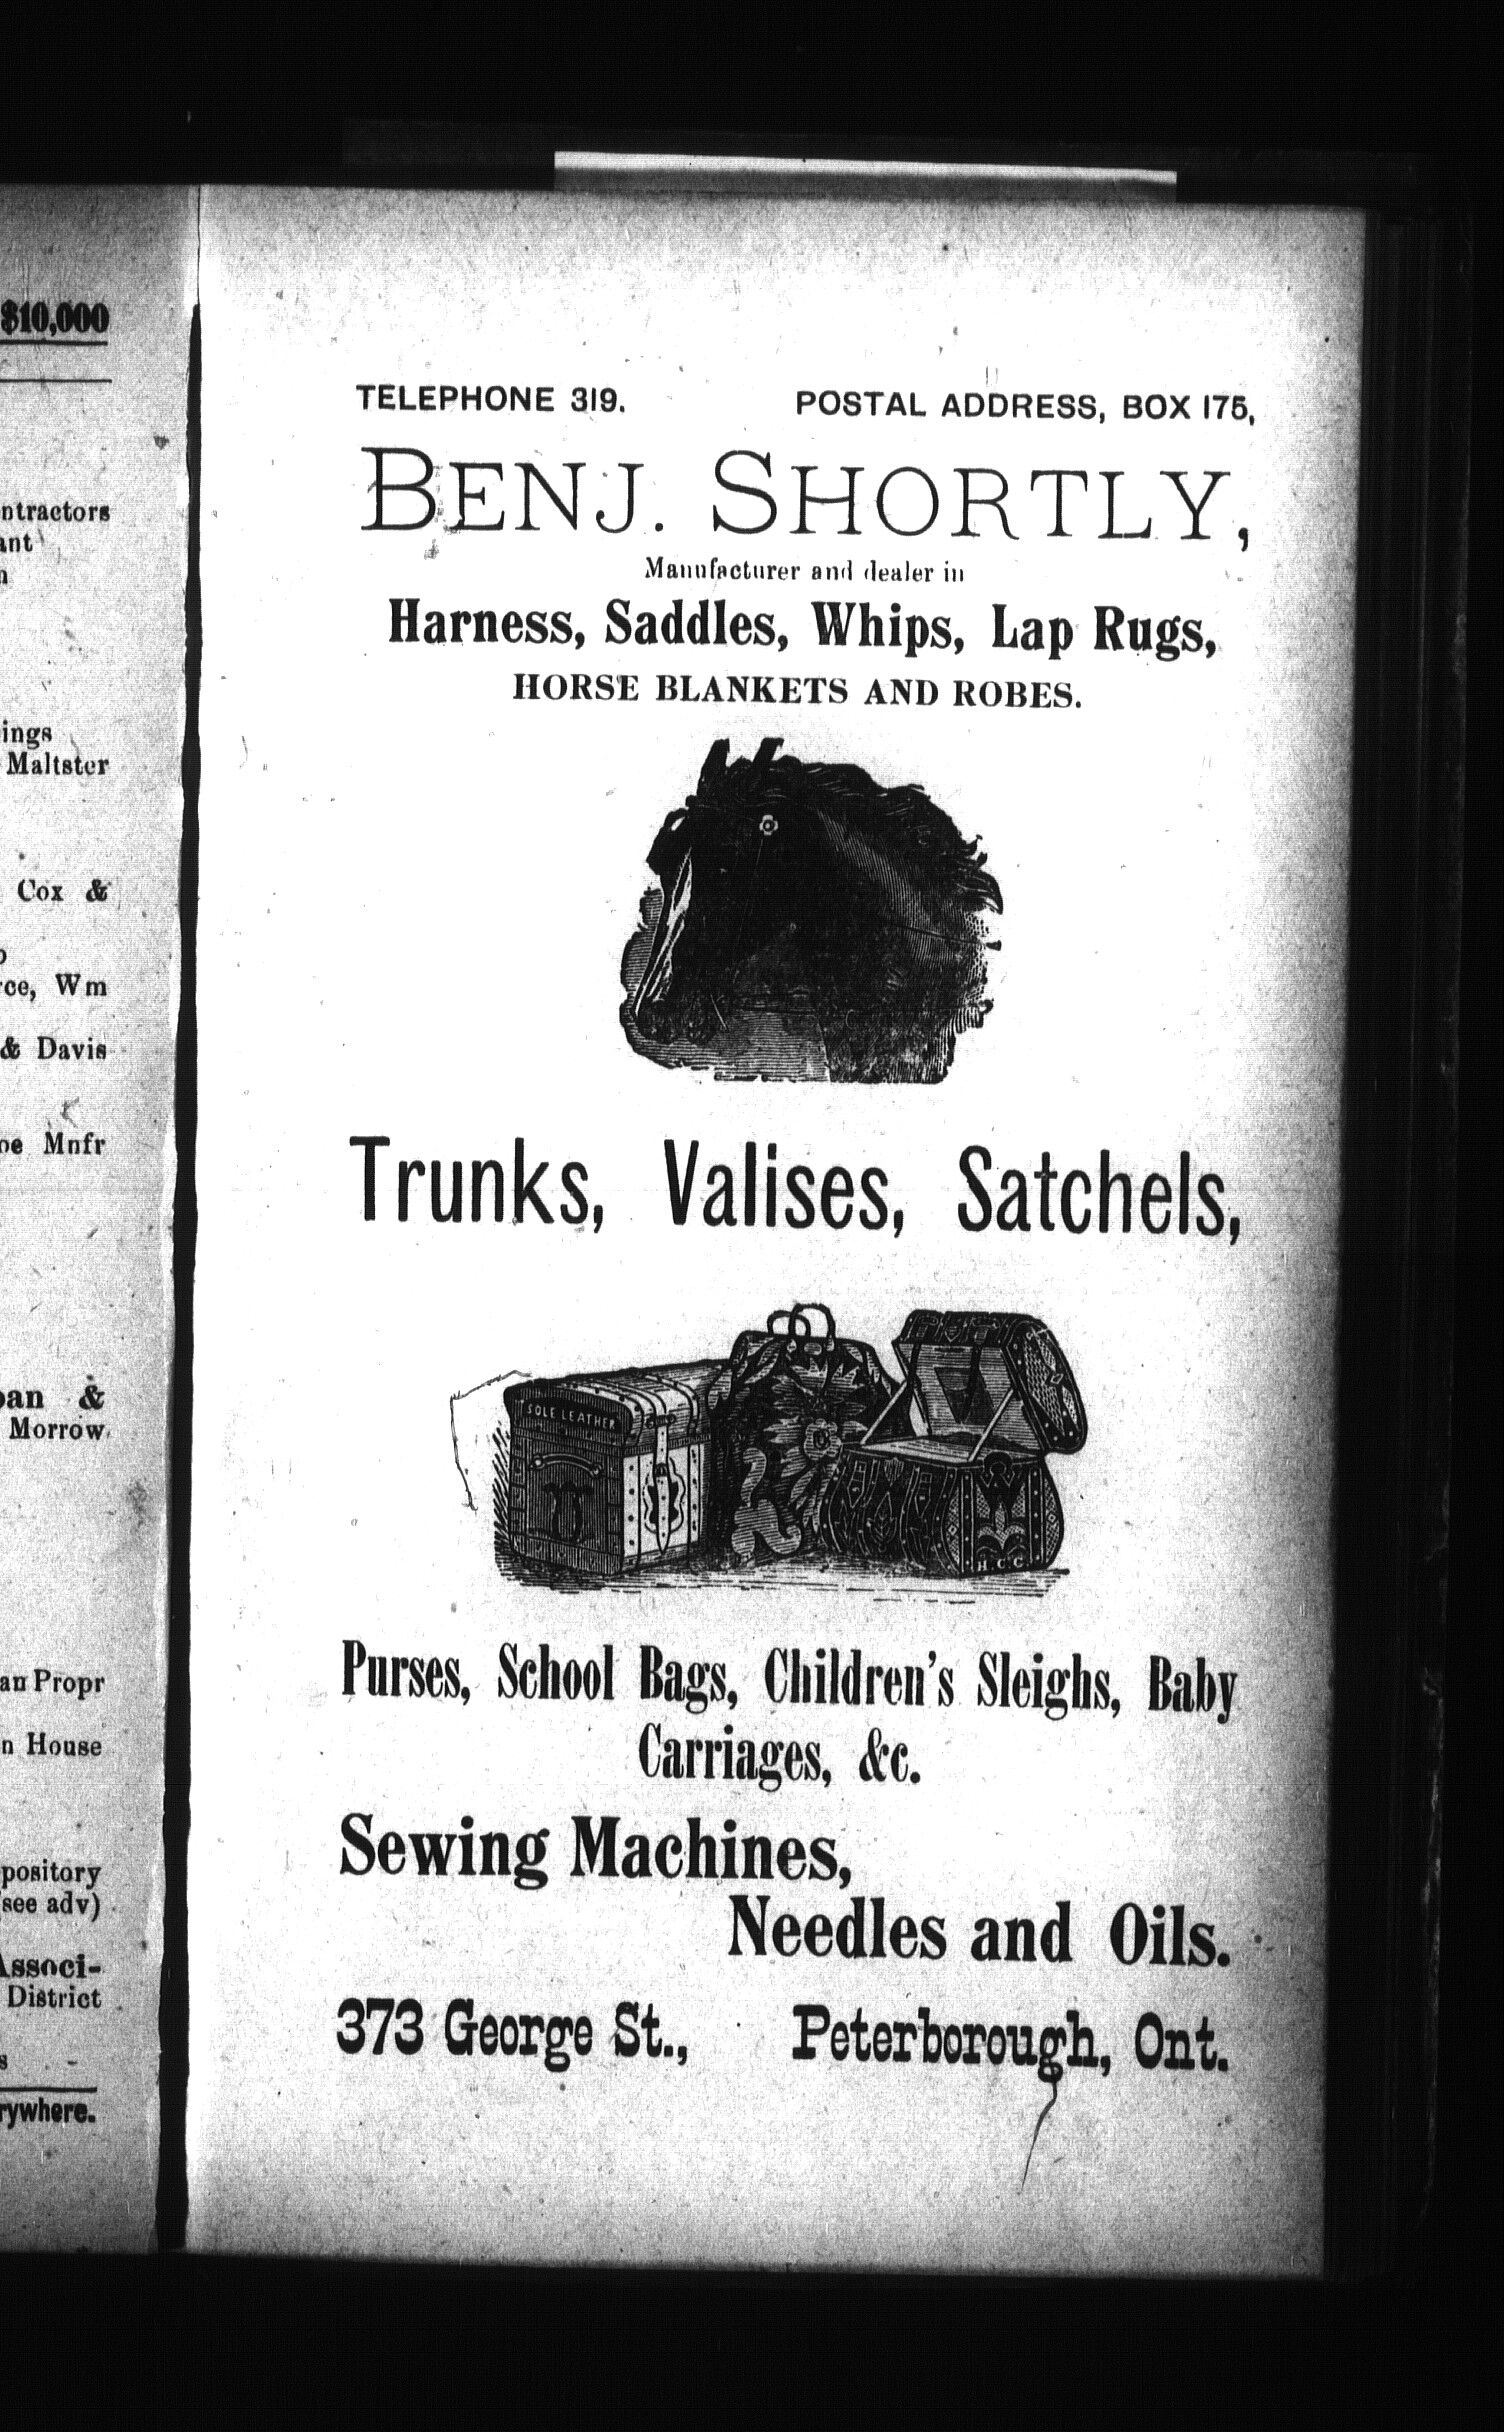 $10,000
ntractors
ant
n
ings
Maltster
Cox &
ce, Wm
& Davis
oe Mnfr
oan &
Morrow
an Propr
n House
pository
(see adv)
Associ-
District
s
rywhere.
TELEPHONE 319. POSTAL ADDRESS, BOX 175,
BENJ. SHORTLY,
Manufacturer and dealer in
Harness, Saddles, Whips, Lap Rugs,
HORSE BLANKETS AND ROBES.
Trunks, Valises, Satchels,
SOLE LEATHER
H C C
Purses, School Bags, Children's Sleighs, Baby
Carriages, &c.
Sewing Machines,
Needles and Oils.
373 George St., Peterborough, Ont.